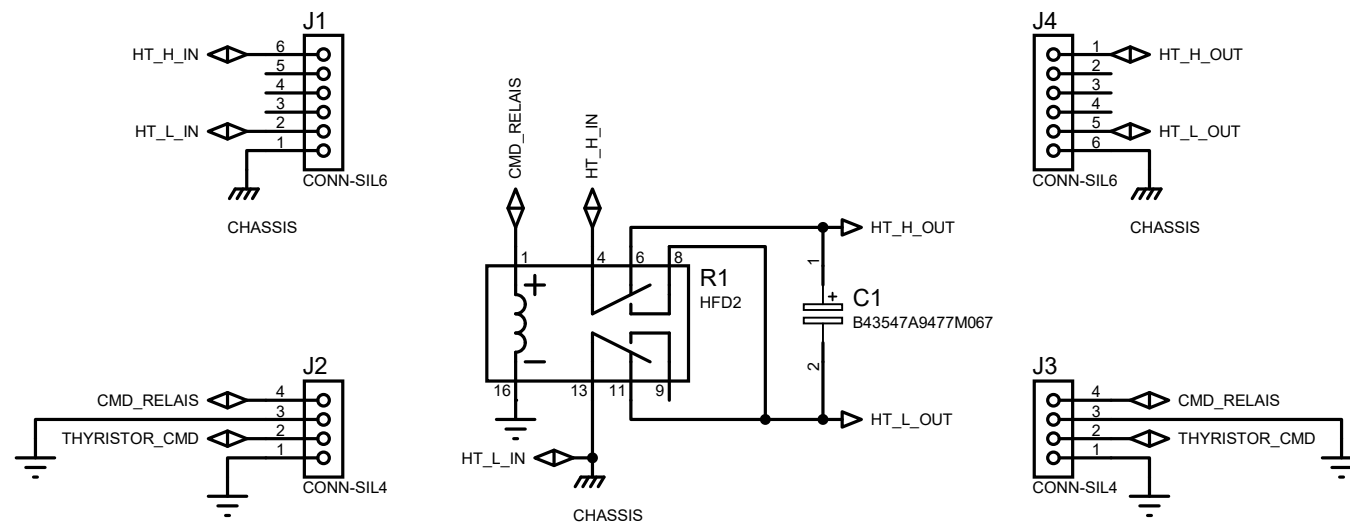 J1
HT_H_IN
6
5
4
3
HT_L_IN
2
1
CONN-SIL6
CHASSIS
J4
1
HT_H_OUT
2
3
4
5
HT_L_OUT
6
CONN-SIL6
CHASSIS
CMD_RELAIS
HT_H_IN
1
4
6
8
+
−
R1
HFD2
16
13
11
9
HT_H_OUT
1
+
C1
B43547A9477M067
2
HT_L_OUT
HT_L_IN
CHASSIS
J2
CMD_RELAIS
4
3
THYRISTOR_CMD
2
1
CONN-SIL4
J3
4
CMD_RELAIS
3
2
THYRISTOR_CMD
1
CONN-SIL4